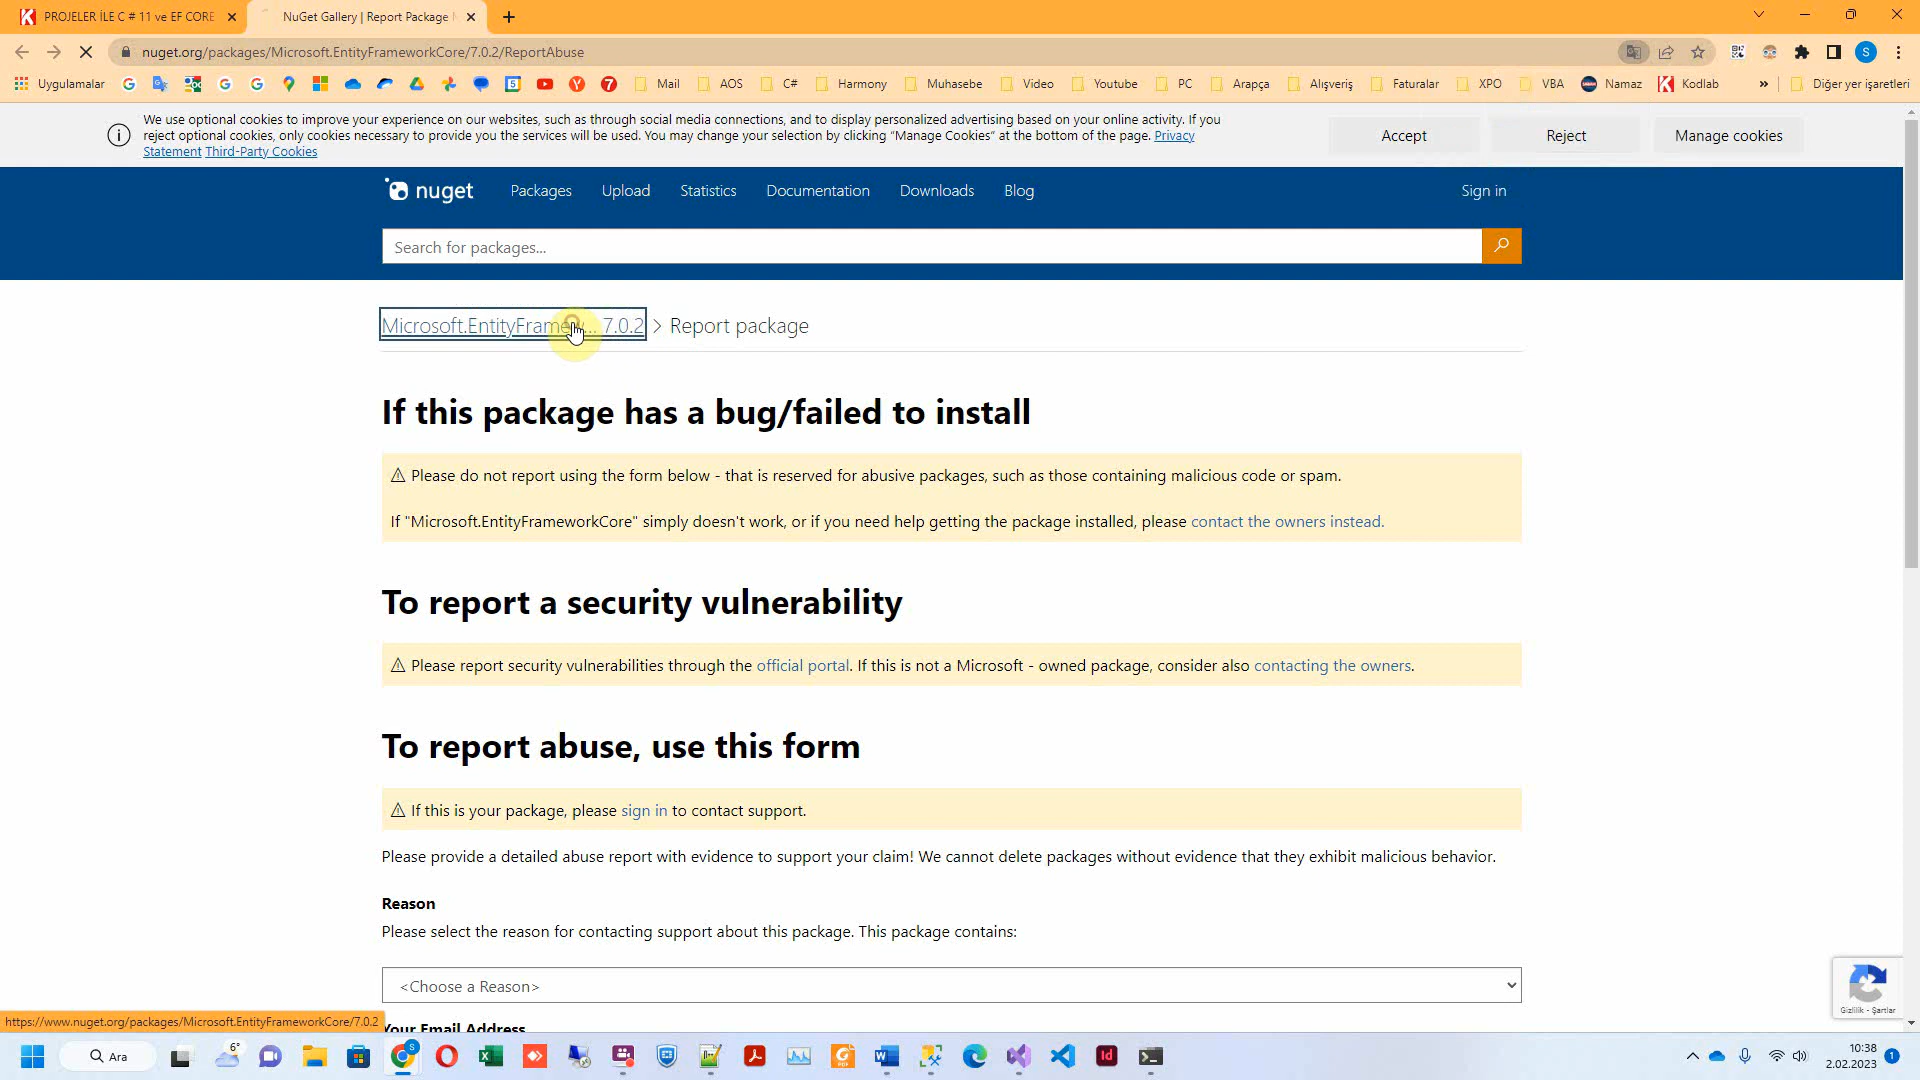 PROJELER İLE C # 11 ve EF CORE
NuGet Gallery | Report Package
nuget.org/packages/Microsoft.EntityFrameworkCore/7.0.2/ReportAbuse
S
Uygulamalar
Mail
AOS
C#
Harmony
Muhasebe
Video
Youtube
PC
Arapça
Alışveriş
Faturalar
XPO
VBA
Namaz
Kodlab
»
Diğer yer işaretleri
We use optional cookies to improve your experience on our websites, such as through social media connections, and to display personalized advertising based on your online activity. If you
reject optional cookies, only cookies necessary to provide you the services will be used. You may change your selection by clicking “Manage Cookies” at the bottom of the page. Privacy
Statement Third-Party Cookies
Accept
Reject
Manage cookies
nuget
Packages
Upload
Statistics
Documentation
Downloads
Blog
Sign in
Search for packages...
Microsoft.EntityFramew... 7.0.2 > Report package
If this package has a bug/failed to install
⚠ Please do not report using the form below - that is reserved for abusive packages, such as those containing malicious code or spam.
If "Microsoft.EntityFrameworkCore" simply doesn't work, or if you need help getting the package installed, please contact the owners instead.
To report a security vulnerability
⚠ Please report security vulnerabilities through the official portal. If this is not a Microsoft - owned package, consider also contacting the owners.
To report abuse, use this form
⚠ If this is your package, please sign in to contact support.
Please provide a detailed abuse report with evidence to support your claim! We cannot delete packages without evidence that they exhibit malicious behavior.
Reason
Please select the reason for contacting support about this package. This package contains:
<Choose a Reason>
Your Email Address
Gizlilik - Şartlar
https://www.nuget.org/packages/Microsoft.EntityFrameworkCore/7.0.2
Ara
6°
10:38
2.02.2023
1